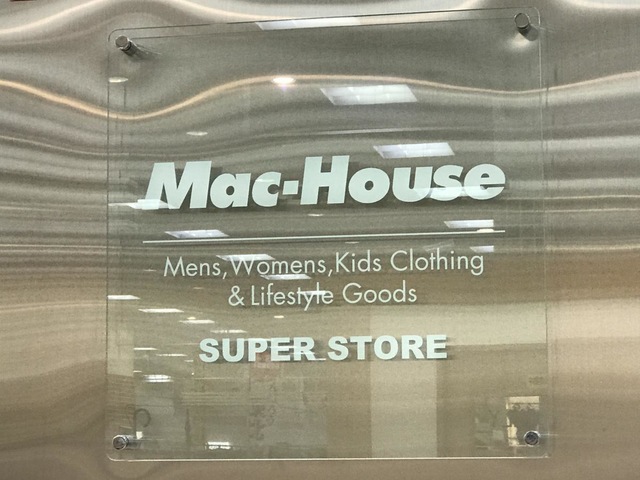 Mac-House
Mens,Womens,Kids Clothing
& Lifestyle Goods
SUPER STORE